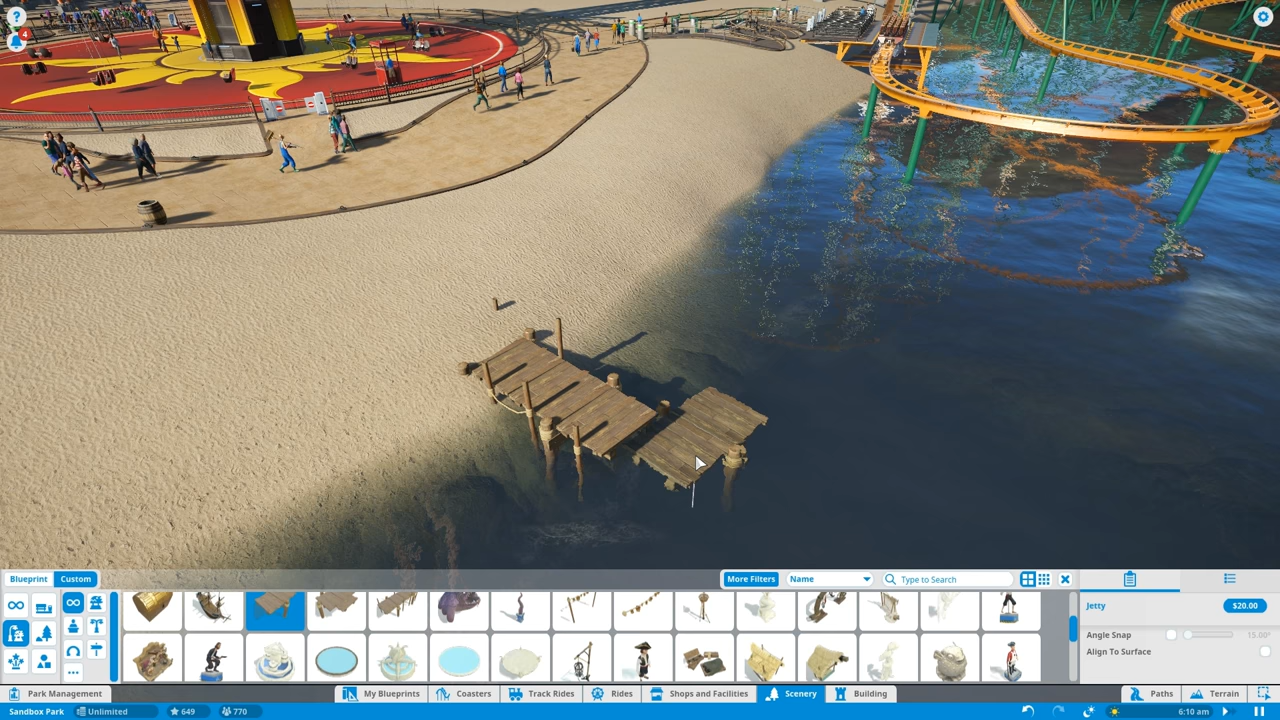 ?
4
Blueprint
Custom
More Filters
Name
Type to Search
Jetty
$20.00
Angle Snap
15.00°
Align To Surface
Park Management
My Blueprints
Coasters
Track Rides
Rides
Shops and Facilities
Scenery
Building
Paths
Terrain
Sandbox Park
Unlimited
649
770
6:10 am